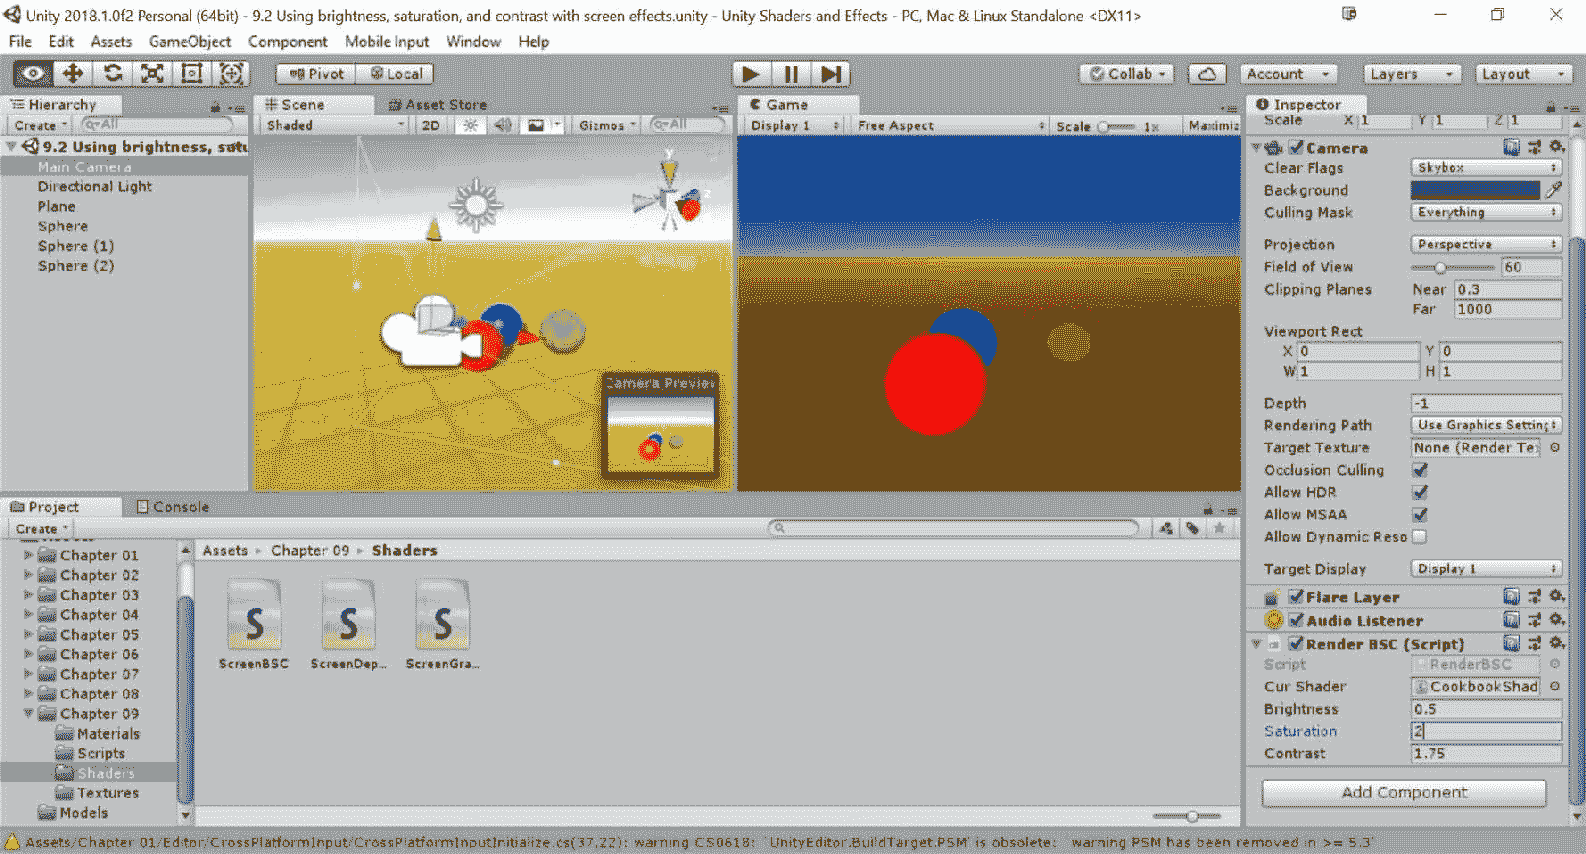 Unity 2018.1.0f2 Personal (64bit) - 9.2 Using brightness, saturation, and contrast with screen effects.unity - Unity Shaders and Effects - PC, Mac & Linux Standalone <DX11>
File Edit Assets GameObject Component Mobile Input Window Help
Pivot Local Collab Account Layers Layout
Hierarchy
Create All
9.2 Using brightness, satu
Main Camera
Directional Light
Plane
Sphere
Sphere (1)
Sphere (2)
Scene Asset Store
Shaded 2D Gizmos All
y
z
Camera Preview
Game
Display 1 Free Aspect Scale 1x Maximiz
Inspector
Scale X 1 Y 1 Z 1
Camera
Clear Flags Skybox
Background
Culling Mask Everything
Projection Perspective
Field of View 60
Clipping Planes Near 0.3
Far 1000
Viewport Rect
X 0 Y 0
W 1 H 1
Depth -1
Rendering Path Use Graphics Setting
Target Texture None (Render Te
Occlusion Culling
Allow HDR
Allow MSAA
Allow Dynamic Reso
Target Display Display 1
Flare Layer
Audio Listener
Render BSC (Script)
Script RenderBSC
Cur Shader CookbookShad
Brightness 0.5
Saturation 2
Contrast 1.75
Add Component
Project Console
Create
Chapter 01
Chapter 02
Chapter 03
Chapter 04
Chapter 05
Chapter 06
Chapter 07
Chapter 08
Chapter 09
Materials
Scripts
Shaders
Textures
Models
Assets Chapter 09 Shaders
S S S
ScreenBSC ScreenDep... ScreenGra...
Assets/Chapter 01/Editor/CrossPlatformInput/CrossPlatformInputInitialize.cs(37,22): warning CS0618: `UnityEditor.BuildTarget.PSM' is obsolete: `warning PSM has been removed in >= 5.3'